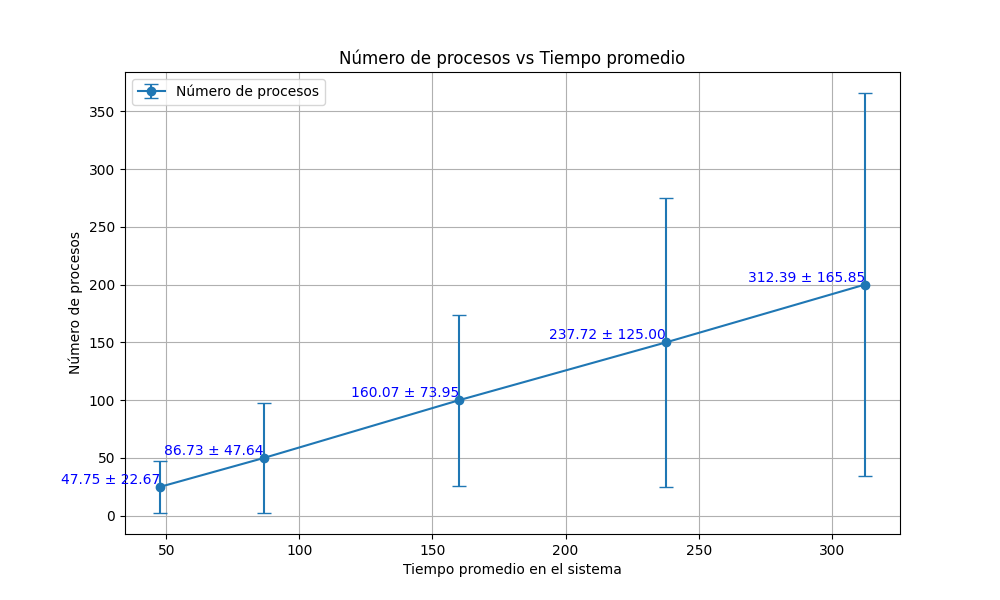 Número de procesos vs Tiempo promedio
Número de procesos
350
300
250
200
150
100
50
0
Número de procesos
312.39 ± 165.85
237.72 ± 125.00
160.07 ± 73.95
86.73 ± 47.64
47.75 ± 22.67
50 100 150 200 250 300
Tiempo promedio en el sistema